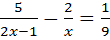 5/(2x−1) − 2/x = 1/9